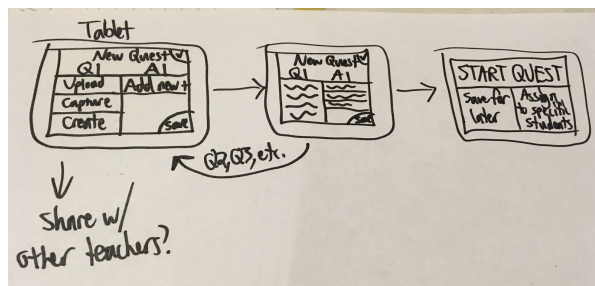 Tablet
New Quest
Q1 A1
Upload Add new +
Capture
Create save
New Quest
Q1 A1
save
START QUEST
Save for later
Assign to specific students
Q2, Q3, etc.
Share w/
other teachers?